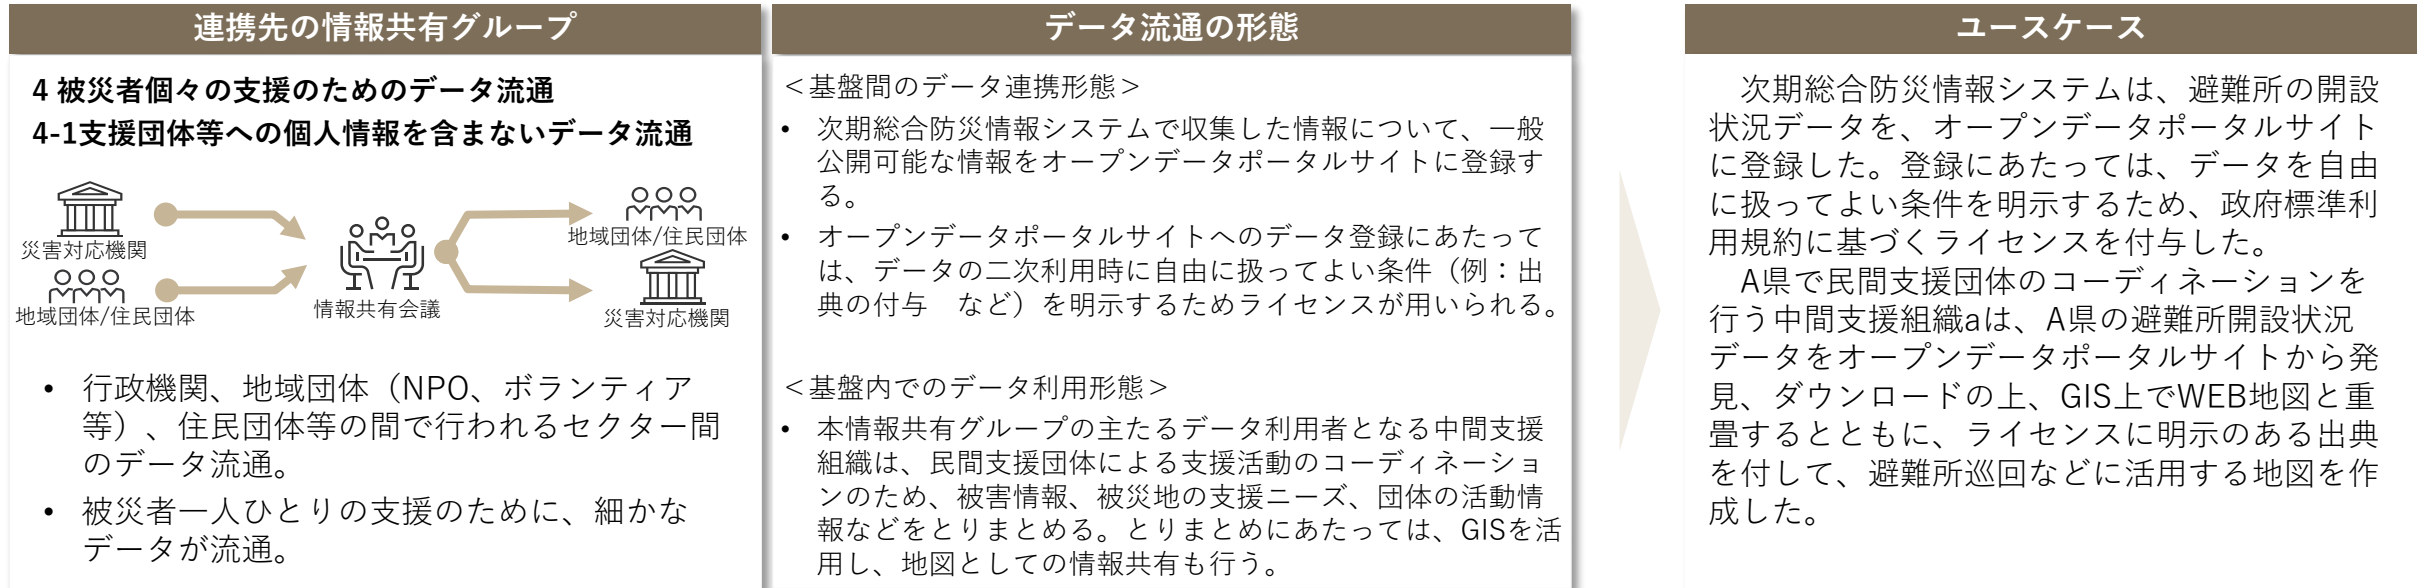 連携先の情報共有グループ
4 被災者個々の支援のためのデータ流通
4-1支援団体等への個人情報を含まないデータ流通
災害対応機関
地域団体/住民団体
情報共有会議
地域団体/住民団体
災害対応機関
• 行政機関、地域団体（NPO、ボランティア
等）、住民団体等の間で行われるセクター間
のデータ流通。
• 被災者一人ひとりの支援のために、細かな
データが流通。
データ流通の形態
＜基盤間のデータ連携形態＞
• 次期総合防災情報システムで収集した情報について、一般
公開可能な情報をオープンデータポータルサイトに登録す
る。
• オープンデータポータルサイトへのデータ登録にあたって
は、データの二次利用時に自由に扱ってよい条件（例：出
典の付与　など）を明示するためライセンスが用いられる。
＜基盤内でのデータ利用形態＞
• 本情報共有グループの主たるデータ利用者となる中間支援
組織は、民間支援団体による支援活動のコーディネーショ
ンのため、被害情報、被災地の支援ニーズ、団体の活動情
報などをとりまとめる。とりまとめにあたっては、GISを活
用し、地図としての情報共有も行う。
ユースケース
　次期総合防災情報システムは、避難所の開設
状況データを、オープンデータポータルサイト
に登録した。登録にあたっては、データを自由
に扱ってよい条件を明示するため、政府標準利
用規約に基づくライセンスを付与した。
　A県で民間支援団体のコーディネーションを
行う中間支援組織aは、A県の避難所開設状況
データをオープンデータポータルサイトから発
見、ダウンロードの上、GIS上でWEB地図と重
畳するとともに、ライセンスに明示のある出典
を付して、避難所巡回などに活用する地図を作
成した。